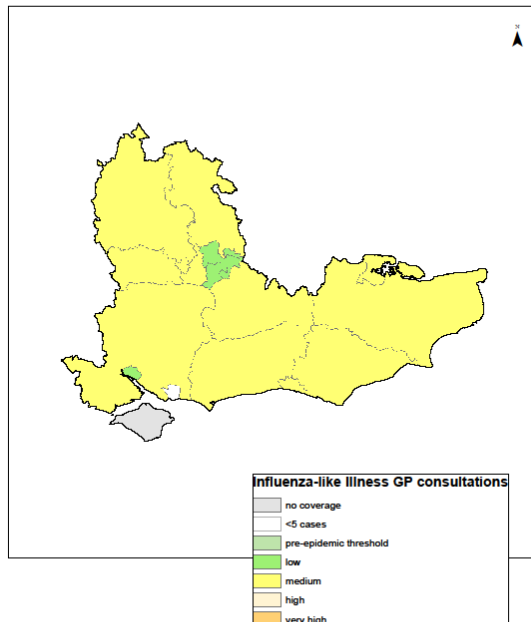 Influenza-like Illness GP consultations
no coverage
<5 cases
pre-epidemic threshold
low
medium
high
very high